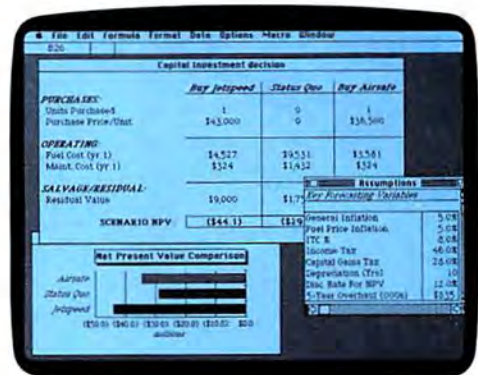 File Edit Formula Format Data Options Macro Window
B26
Capital Investment decision
Buy Jetspeed Status Quo Buy Airsafe
PURCHASES:
Units Purchased 1 0 1
Purchase Price/Unit $43,000 0 $38,500
OPERATING:
Fuel Cost (yr 1) $4,527 $9,531 $3,581
Maint. Cost (yr 1) $324 $1,432 $324
SALVAGE/RESIDUAL:
Residual Value $9,000 $1,75
SCENARIO NPV ($44.1) ($29
Assumptions
Key Forecasting Variables
General Inflation 5.0%
Fuel Price Inflation 5.0%
ITC % 8.0%
Income Tax 46.0%
Capital Gains Tax 28.0%
Depreciation (Yrs) 10
Disc Rate For NPV 12.0%
5-Year Overhaul (000s) $835
Net Present Value Comparison
Airsafe
Status Quo
Jetspeed
($50.0) ($40.0) ($30.0) ($20.0) ($10.0) $0.0
millions